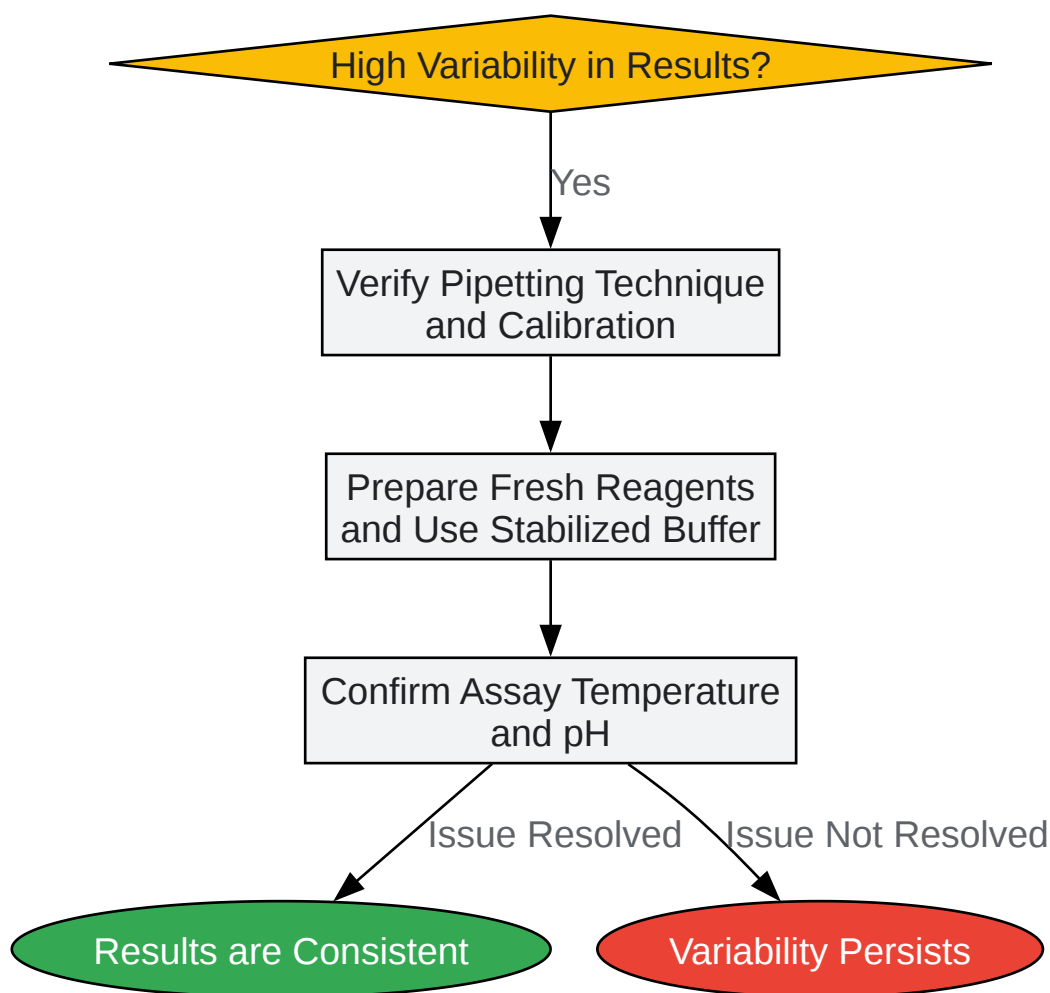 High Variability in Results?
Yes
Verify Pipetting Technique
and Calibration
Prepare Fresh Reagents
and Use Stabilized Buffer
Confirm Assay Temperature
and pH
Issue Resolved
Issue Not Resolved
Results are Consistent
Variability Persists